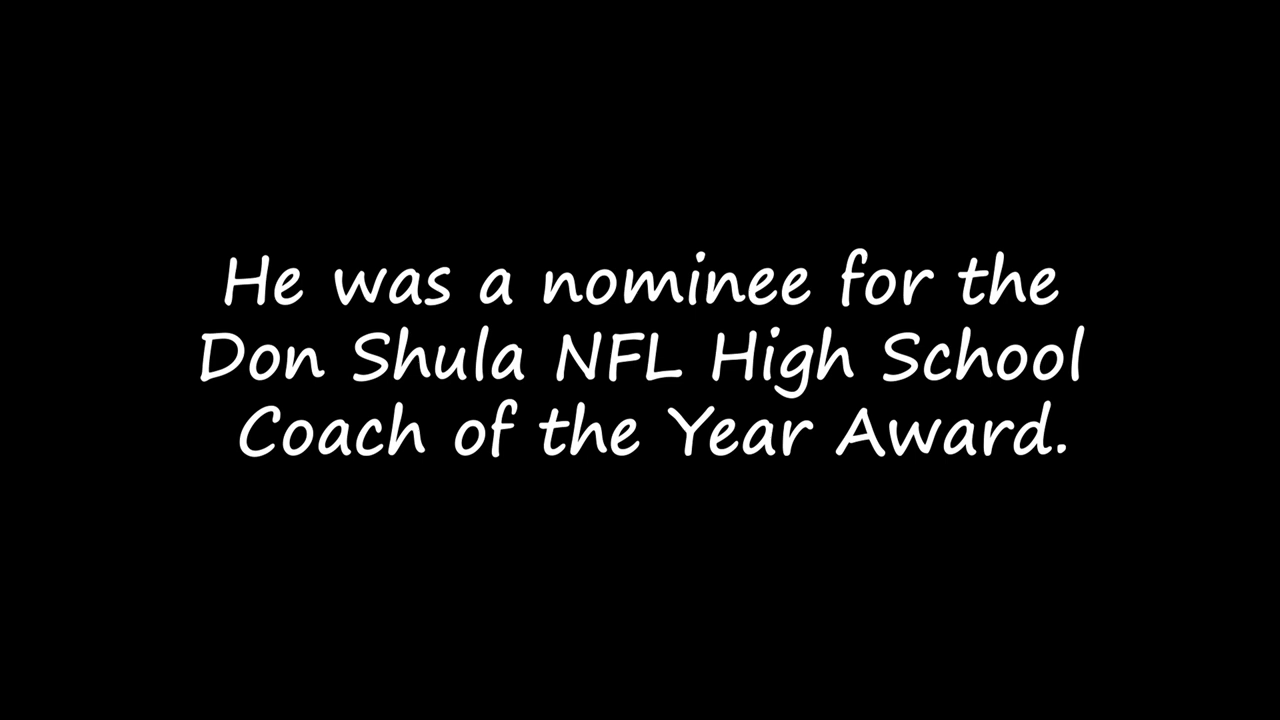 He was a nominee for the
Don Shula NFL High School
Coach of the Year Award.